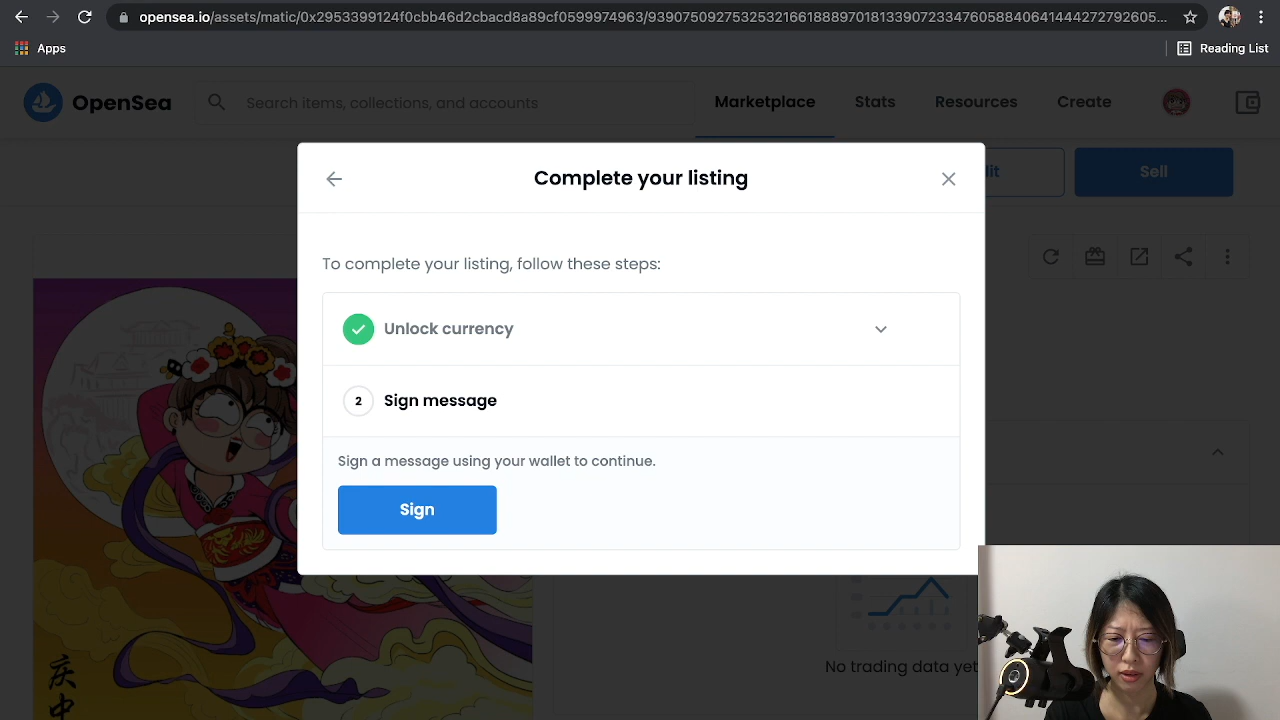 opensea.io/assets/matic/0x2953399124f0cbb46d2cbacd8a89cf0599974963/93907509275325321661888970181339072334760588406414442727926​05...
Apps
Reading List
OpenSea
Search items, collections, and accounts
Marketplace
Stats
Resources
Create
Sell
Complete your listing
To complete your listing, follow these steps:
Unlock currency
2
Sign message
Sign a message using your wallet to continue.
Sign
No trading data yet
庆
中